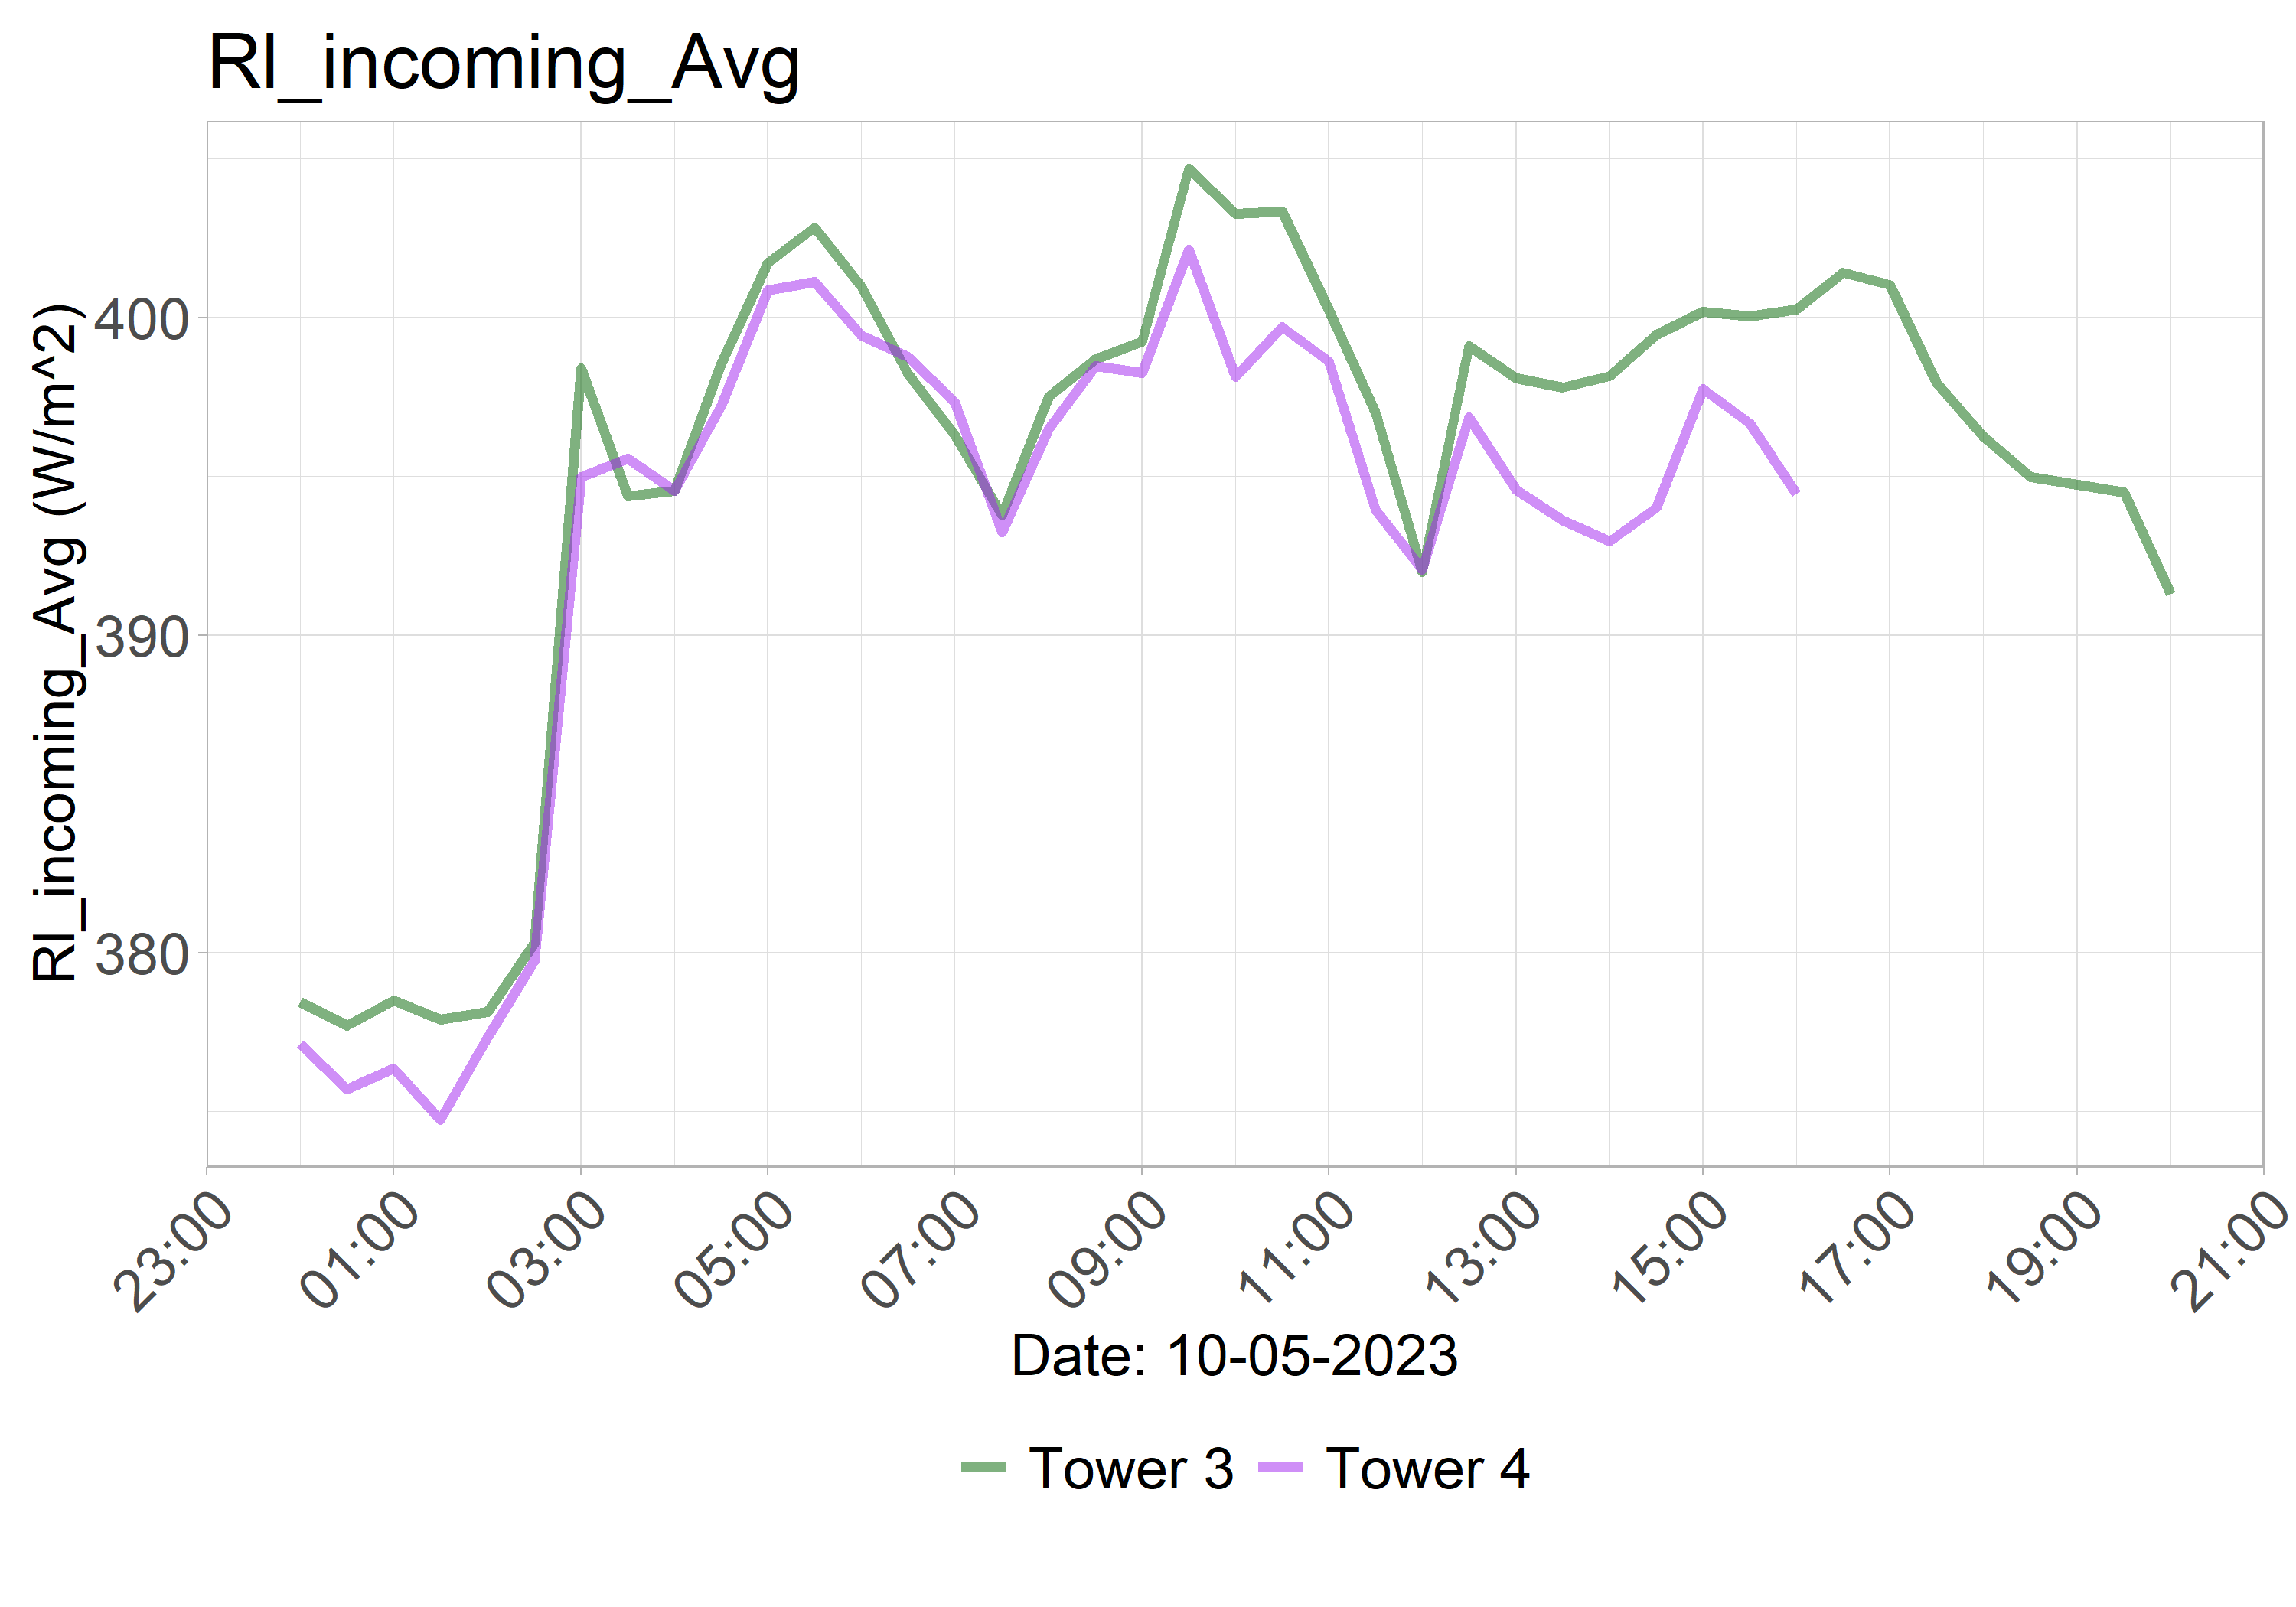 Rl_incoming_Avg
Rl_incoming_Avg (W/m^2)
400
390
380
23:00 01:00 03:00 05:00 07:00 09:00 11:00 13:00 15:00 17:00 19:00 21:00
Date: 10-05-2023
Tower 3 Tower 4